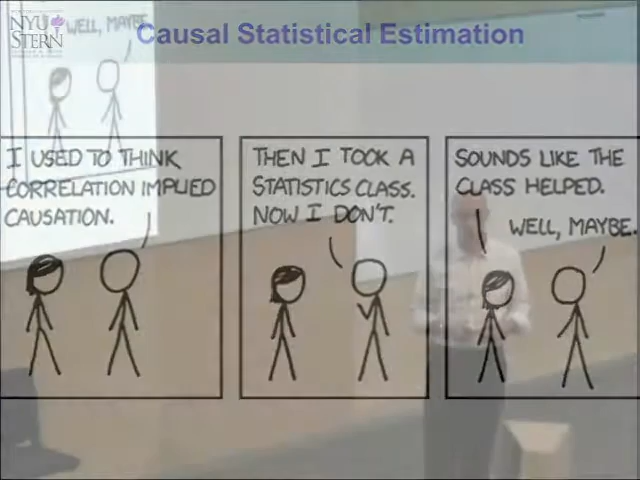 NYU
STERN
WELL, MAYBE.
Causal Statistical Estimation
I USED TO THINK
CORRELATION IMPLIED
CAUSATION.
THEN I TOOK A
STATISTICS CLASS.
NOW I DON'T.
SOUNDS LIKE THE
CLASS HELPED.
WELL, MAYBE.